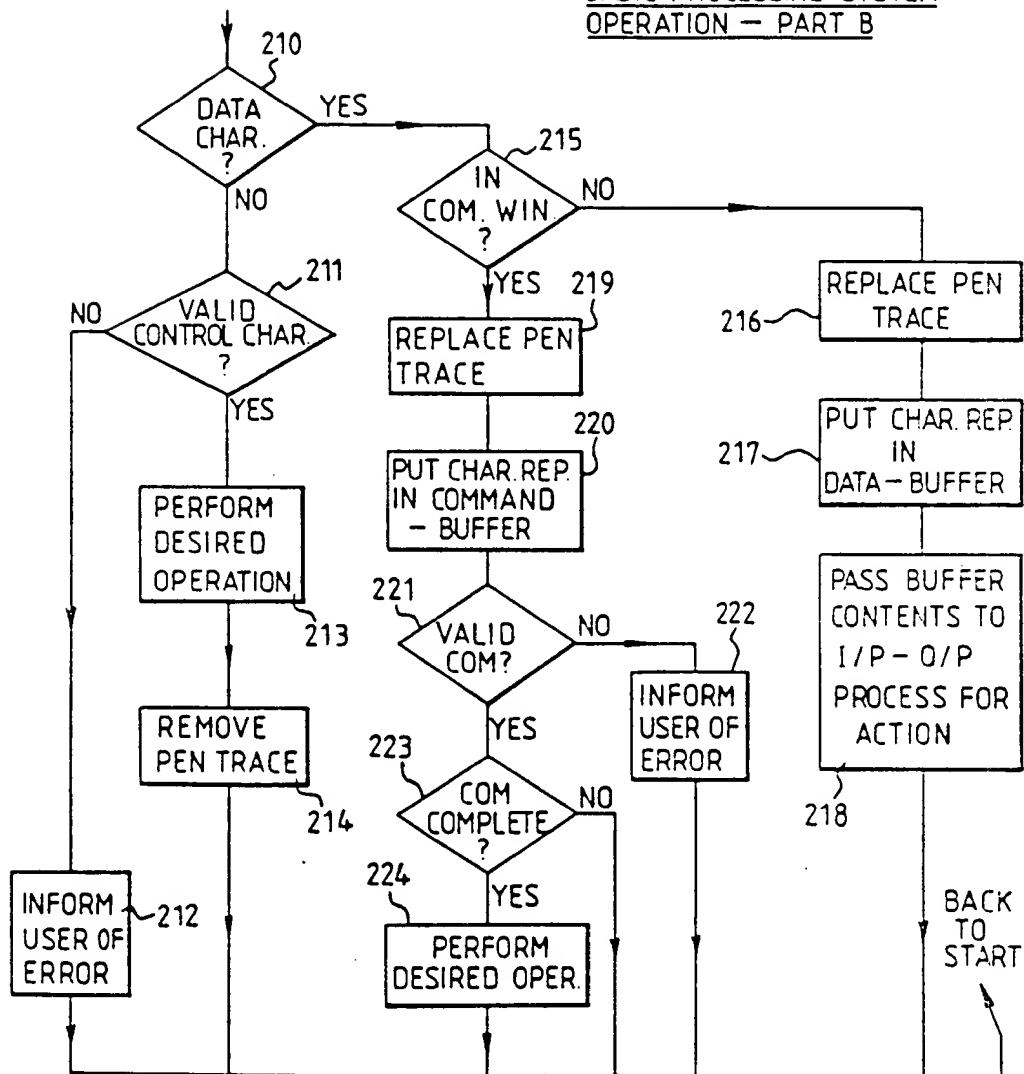 OPERATION — PART B
210
DATA
CHAR.
?
YES
NO
215
IN
COM. WIN.
?
NO
YES
211
VALID
CONTROL CHAR.
?
NO
YES
219
REPLACE PEN
TRACE
216
REPLACE PEN
TRACE
220
PUT CHAR. REP.
IN COMMAND
– BUFFER
217
PUT CHAR. REP.
IN
DATA – BUFFER
PERFORM
DESIRED
OPERATION
213
221
VALID
COM?
NO
YES
222
INFORM
USER OF
ERROR
PASS BUFFER
CONTENTS TO
I/P – O/P
PROCESS FOR
ACTION
218
REMOVE
PEN TRACE
214
223
COM
COMPLETE
?
NO
YES
224
PERFORM
DESIRED OPER.
INFORM
USER OF
ERROR
212
BACK
TO
START